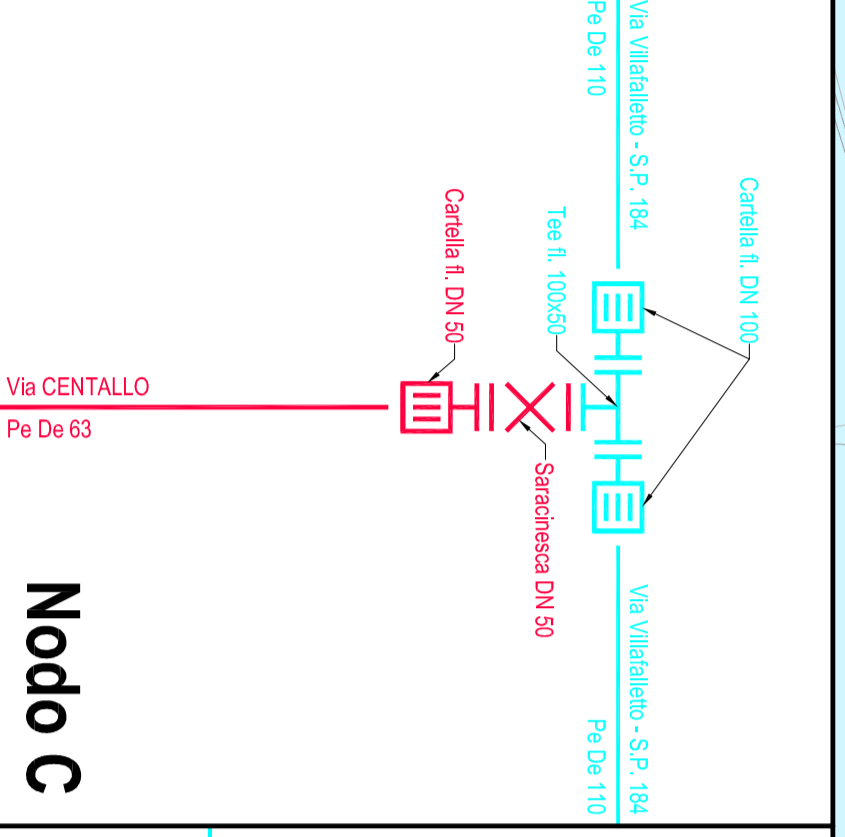 Via Villafalletto - S.P. 184
Pe De 110
Cartella fl. DN 100
Tee fl. 100x50
Cartella fl. DN 50
Via CENTALLO
Pe De 63
Saracinesca DN 50
Via Villafalletto - S.P. 184
Pe De 110
Nodo C